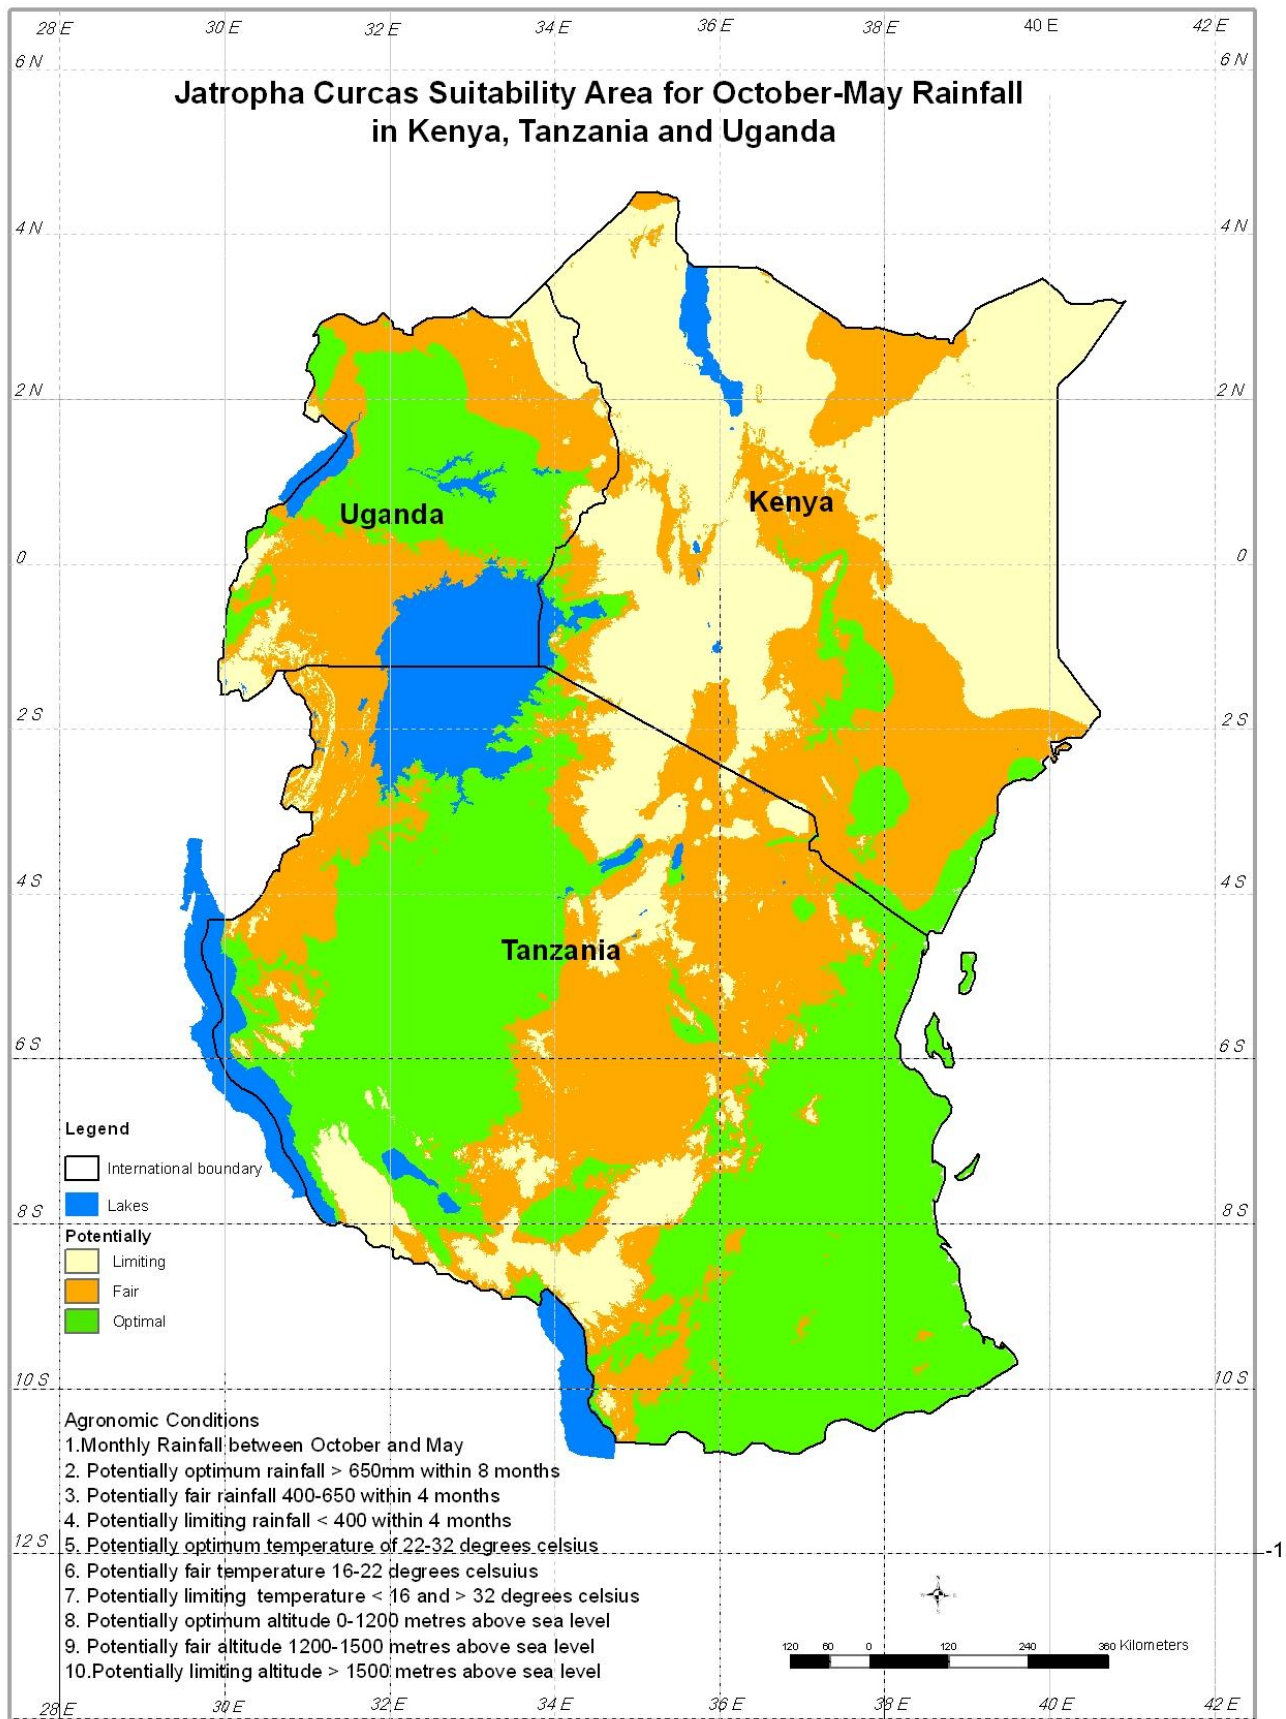 28 E 30 E 32 E 34 E 36 E 38 E 40 E 42 E
6 N 6 N
Jatropha Curcas Suitability Area for October-May Rainfall
in Kenya, Tanzania and Uganda
4 N 4 N
2 N 2 N
Kenya
Uganda
0 0
2 S 2 S
4 S 4 S
Tanzania
6 S 6 S
Legend
International boundary
Lakes
8 S 8 S
Potentially
Limiting
Fair
Optimal
10 S 10 S
Agronomic Conditions
1.Monthly Rainfall between October and May
2. Potentially optimum rainfall > 650mm within 8 months
3. Potentially fair rainfall 400-650 within 4 months
4. Potentially limiting rainfall < 400 within 4 months
12 S -1
5. Potentially optimum temperature of 22-32 degrees celsius
6. Potentially fair temperature 16-22 degrees celsuius
7. Potentially limiting temperature < 16 and > 32 degrees celsius
8. Potentially optimum altitude 0-1200 metres above sea level
9. Potentially fair altitude 1200-1500 metres above sea level
10.Potentially limiting altitude > 1500 metres above sea level
120 60 0 120 240 360 Kilometers
28 E 30 E 32 E 34 E 36 E 38 E 40 E 42 E